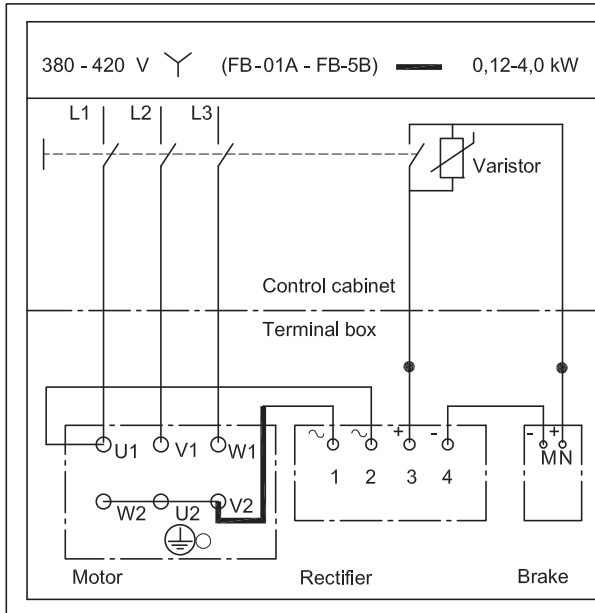 380 - 420 V (FB-01A - FB-5B) 0,12-4,0 kW
L1 L2 L3
Varistor
Control cabinet
Terminal box
U1 V1 W1 ~ ~ + - - +
1 2 3 4 M N
W2 U2 V2
Motor Rectifier Brake